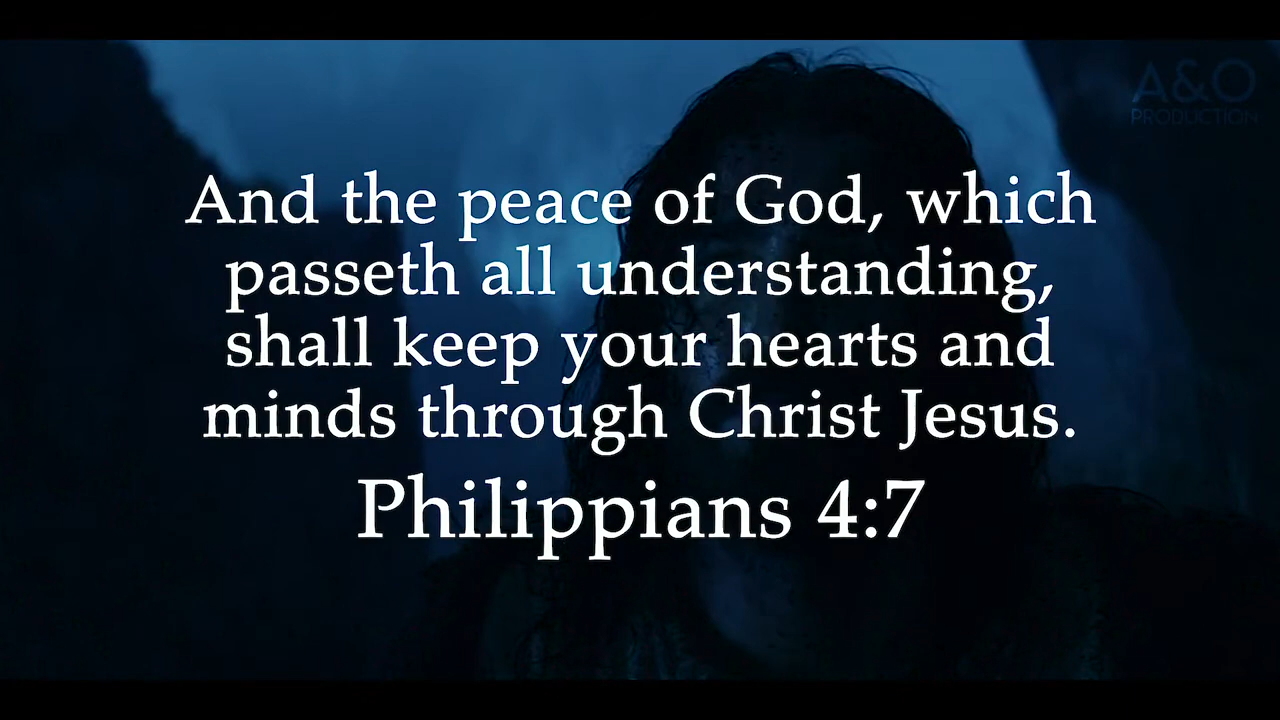 A&O
PRODUCTION
And the peace of God, which
passeth all understanding,
shall keep your hearts and
minds through Christ Jesus.
Philippians 4:7